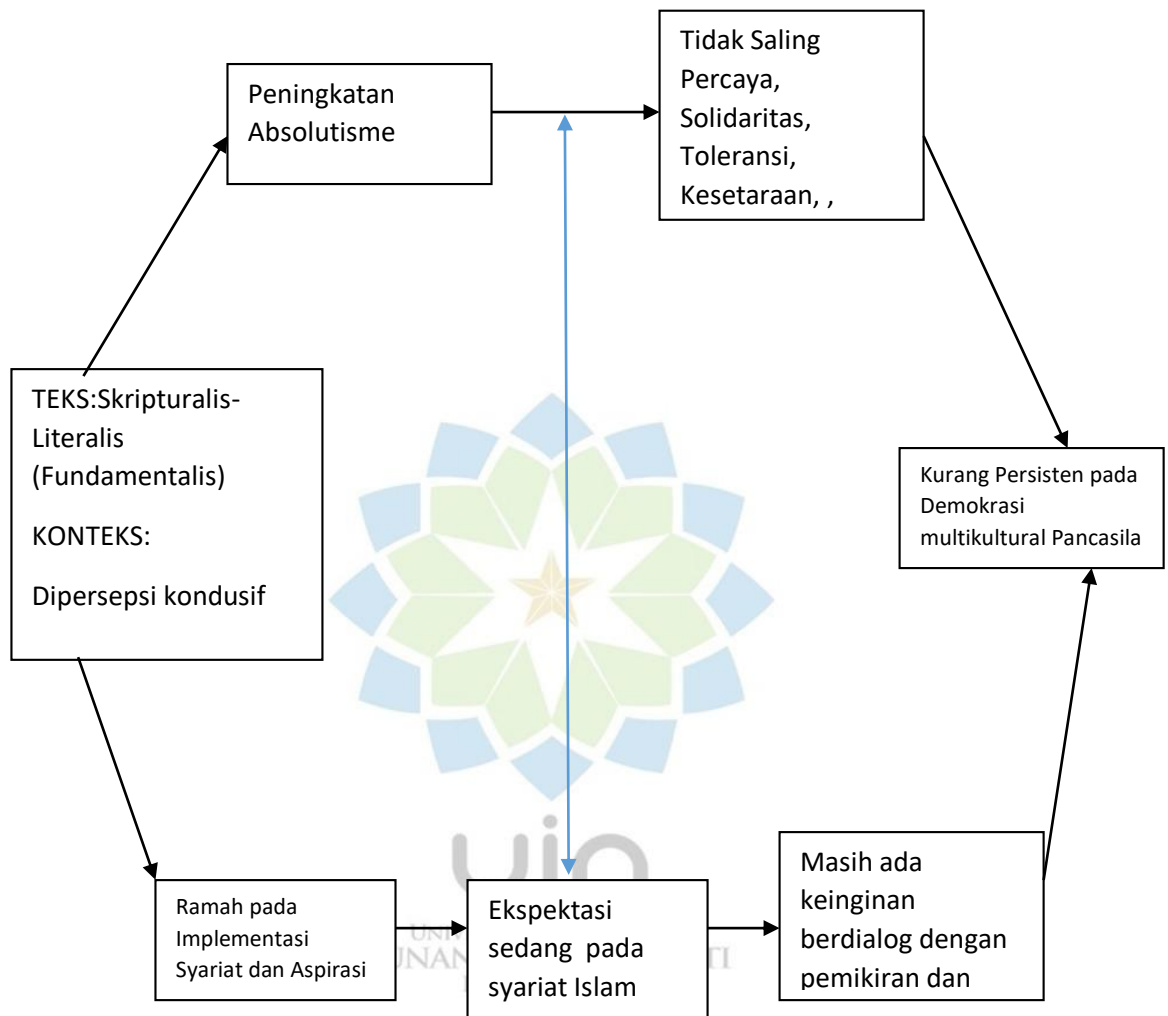 Tidak Saling
Percaya,
Solidaritas,
Toleransi,
Kesetaraan, ,
Peningkatan
Absolutisme
TEKS:Skripturalis-
Literalis
(Fundamentalis)
KONTEKS:
Dipersepsi kondusif
Kurang Persisten pada
Demokrasi
multikultural Pancasila
uin
Ramah pada
Implementasi
Syariat dan Aspirasi
Ekspektasi
sedang pada
syariat Islam
Masih ada
keinginan
berdialog dengan
pemikiran dan